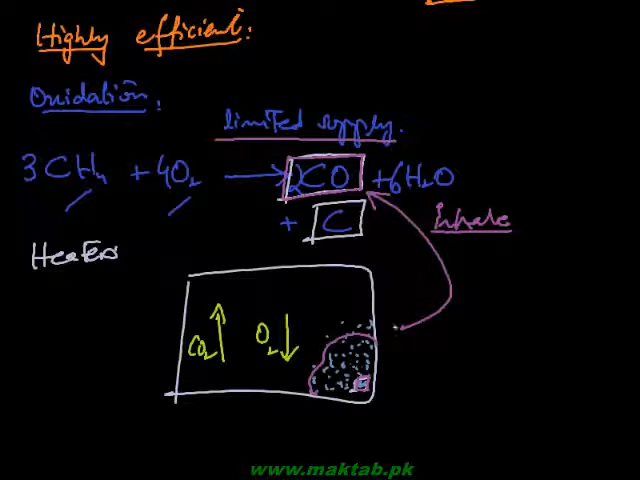 Highly efficient:
Oxidation:
limited supply.
3CH₄ + 4O₂ → 2CO + 6H₂O
+ C
Inhale
Heaters
CO₂ ↑ O₂ ↓
www.maktab.pk